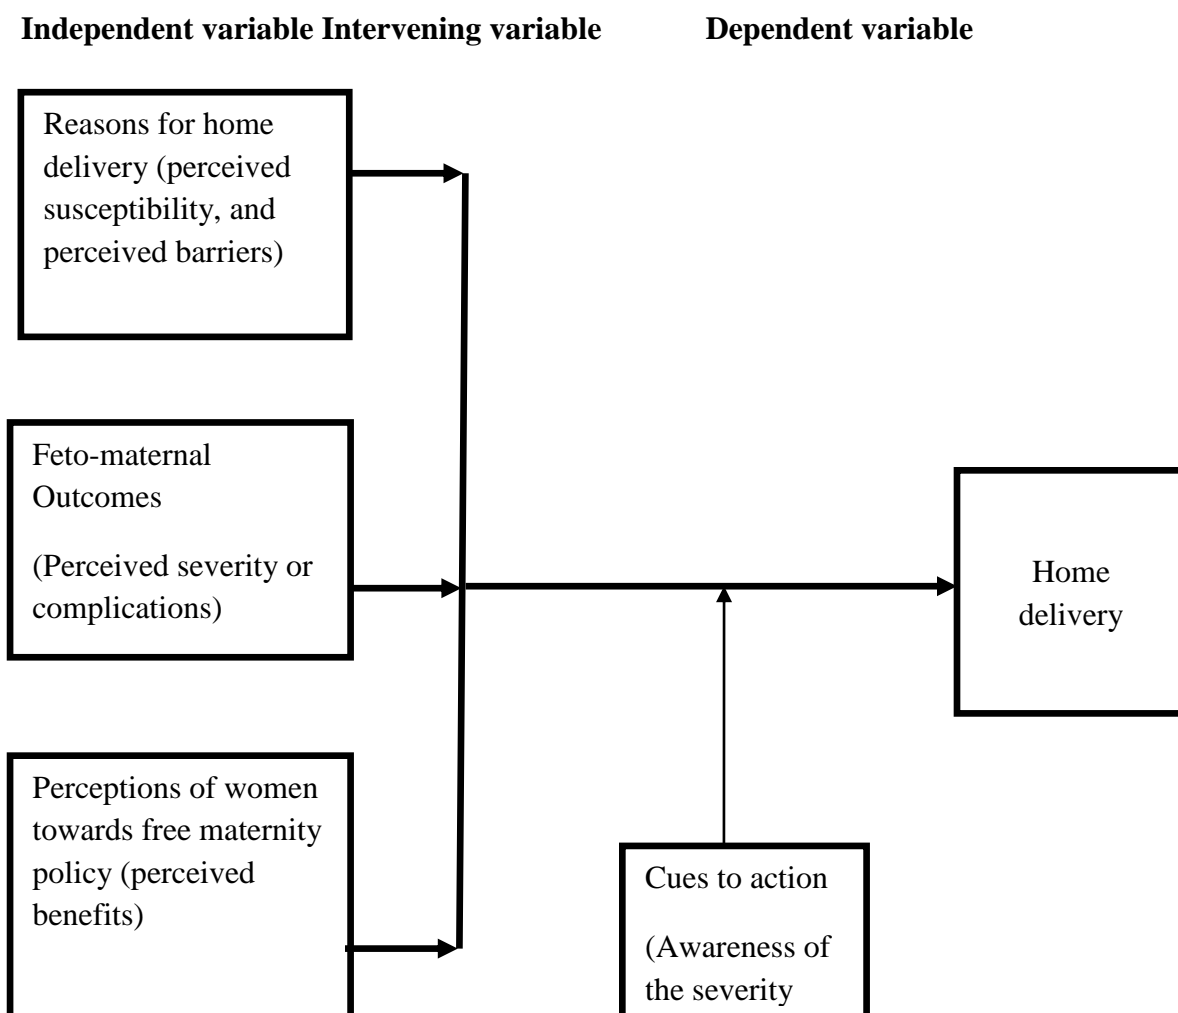 Independent variable Intervening variable Dependent variable
Reasons for home
delivery (perceived
susceptibility, and
perceived barriers)
Feto-maternal
Outcomes
(Perceived severity or
complications)
Home
delivery
Perceptions of women
towards free maternity
policy (perceived
benefits)
Cues to action
(Awareness of
the severity